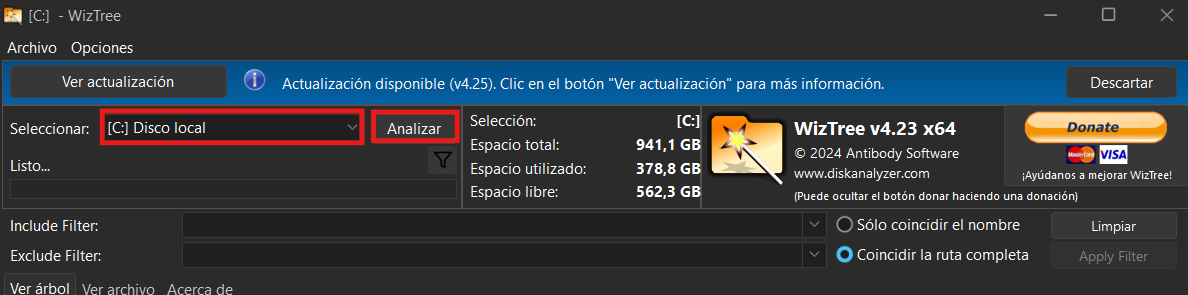 [C:] - WizTree
Archivo Opciones
Ver actualización
Actualización disponible (v4.25). Clic en el botón "Ver actualización" para más información.
Descartar
Seleccionar: [C:] Disco local
Analizar
Listo...
Selección: [C:]
Espacio total: 941,1 GB
Espacio utilizado: 378,8 GB
Espacio libre: 562,3 GB
WizTree v4.23 x64
© 2024 Antibody Software
www.diskanalyzer.com
(Puede ocultar el botón donar haciendo una donación)
Donate
MasterCard VISA
¡Ayúdanos a mejorar WizTree!
Include Filter:
Sólo coincidir el nombre
Limpiar
Exclude Filter:
Coincidir la ruta completa
Apply Filter
Ver árbol Ver archivo Acerca de